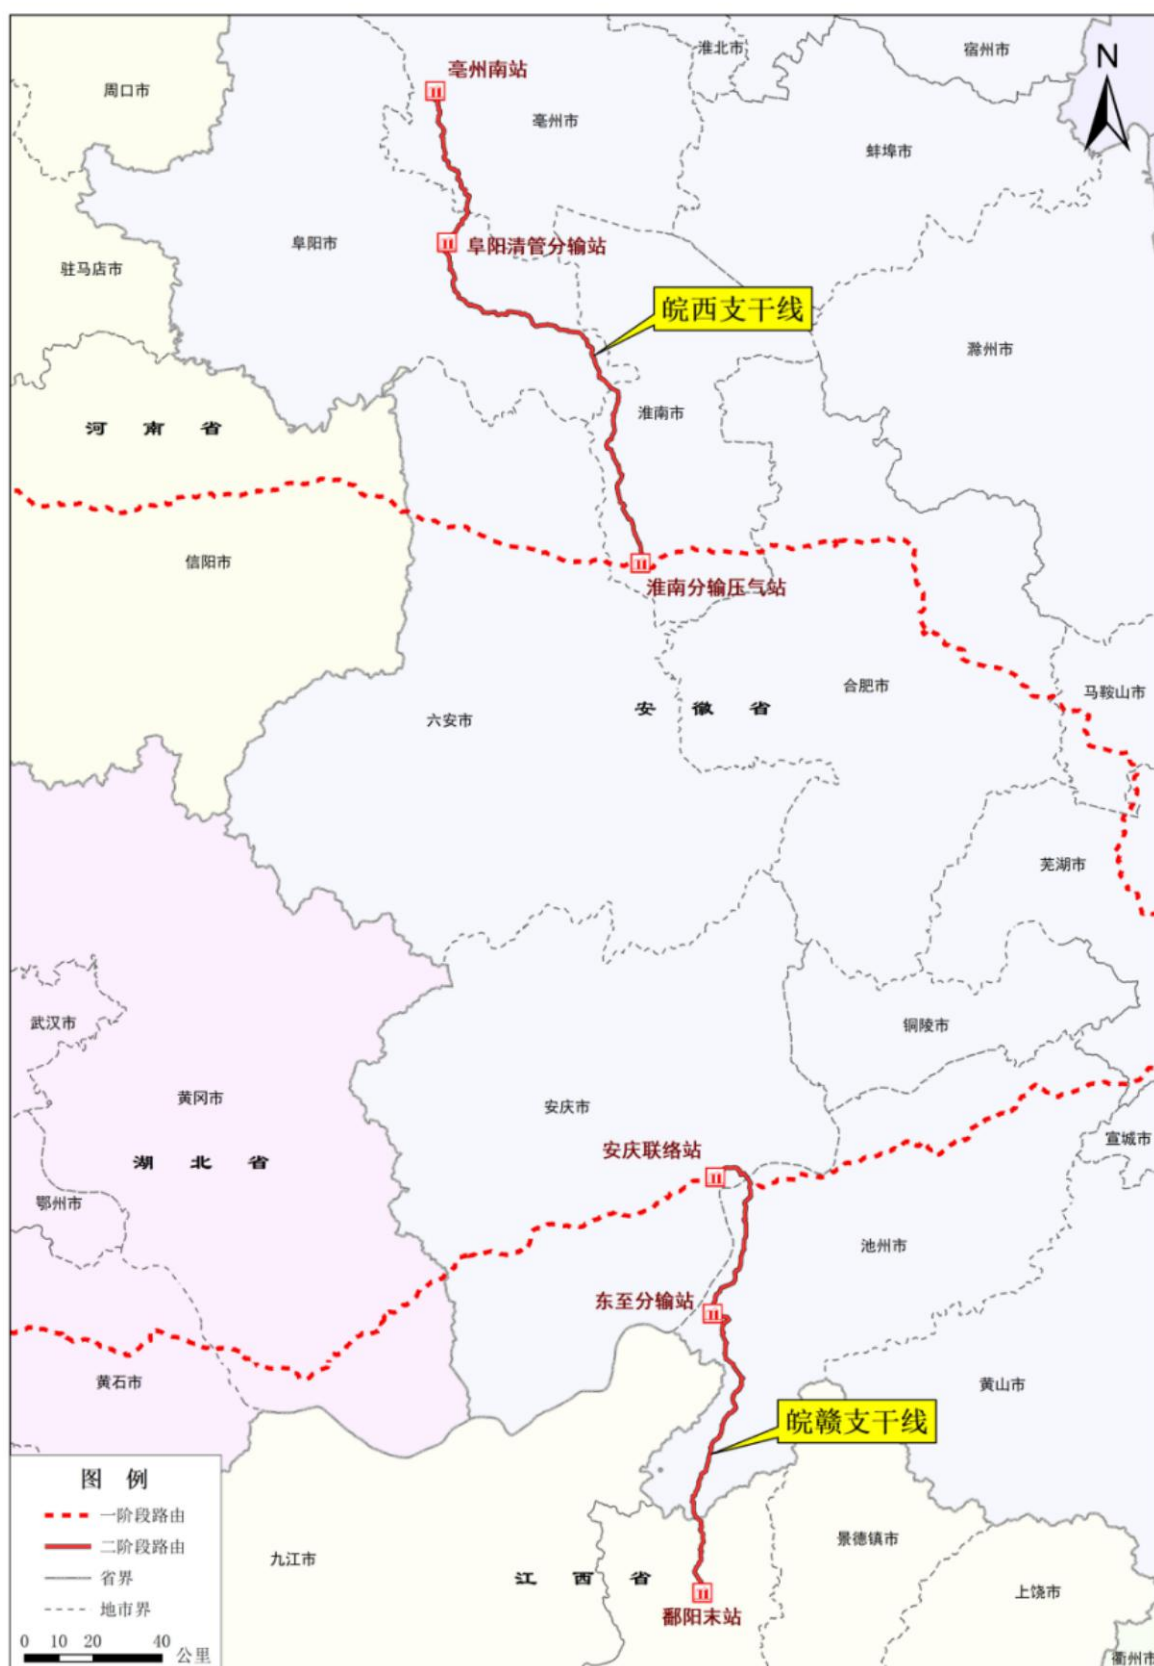 淮北市
宿州市
N
亳州南站
周口市
亳州市
蚌埠市
阜阳市
阜阳清管分输站
驻马店市
皖西支干线
滁州市
淮南市
河 南 省
信阳市
淮南分输压气站
合肥市
马鞍山市
安 徽 省
六安市
芜湖市
武汉市
铜陵市
黄冈市
安庆市
宣城市
安庆联络站
湖 北 省
鄂州市
池州市
东至分输站
黄石市
黄山市
皖赣支干线
图 例
一阶段路由
二阶段路由
省界
地市界
0 10 20 40 公里
景德镇市
九江市
江 西 省
上饶市
鄱阳末站
衢州市